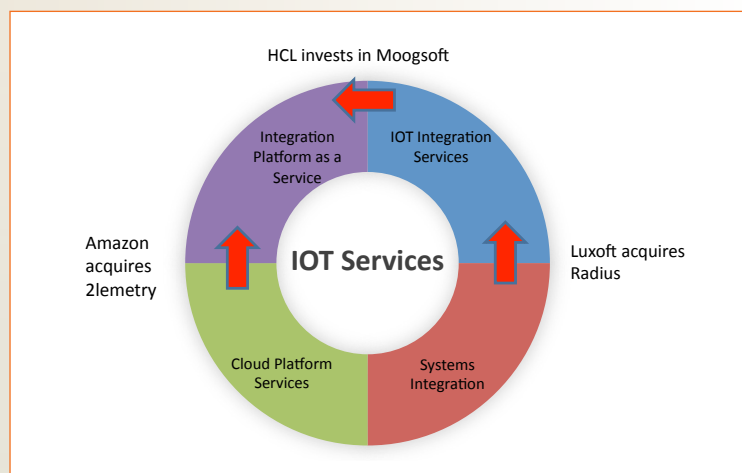 HCL invests in Moogsoft
Integration
Platform as a
Service
IOT Integration
Services
Amazon
acquires
2lemetry
IOT Services
Luxoft acquires
Radius
Cloud Platform
Services
Systems
Integration